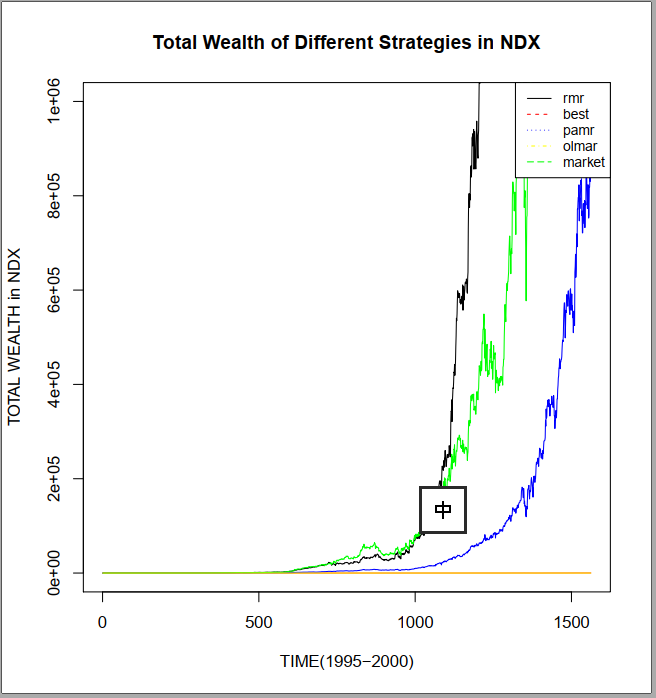 Total Wealth of Different Strategies in NDX
rmr
best
pamr
olmar
market
TOTAL WEALTH in NDX
1e+06
8e+05
6e+05
4e+05
2e+05
0e+00
0 500 1000 1500
TIME(1995−2000)